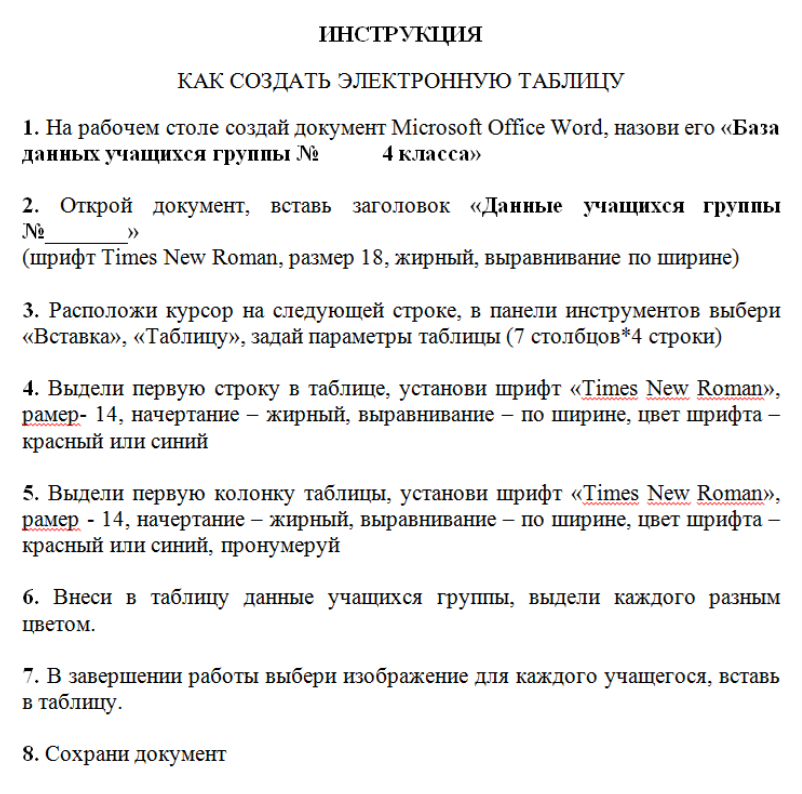 ИНСТРУКЦИЯ
КАК СОЗДАТЬ ЭЛЕКТРОННУЮ ТАБЛИЦУ
1. На рабочем столе создай документ Microsoft Office Word, назови его «База
данных учащихся группы № 4 класса»
2. Открой документ, вставь заголовок «Данные учащихся группы
№_______»
(шрифт Times New Roman, размер 18, жирный, выравнивание по ширине)
3. Расположи курсор на следующей строке, в панели инструментов выбери
«Вставка», «Таблицу», задай параметры таблицы (7 столбцов*4 строки)
4. Выдели первую строку в таблице, установи шрифт «Times New Roman»,
рамер- 14, начертание – жирный, выравнивание – по ширине, цвет шрифта –
красный или синий
5. Выдели первую колонку таблицы, установи шрифт «Times New Roman»,
рамер - 14, начертание – жирный, выравнивание – по ширине, цвет шрифта –
красный или синий, пронумеруй
6. Внеси в таблицу данные учащихся группы, выдели каждого разным
цветом.
7. В завершении работы выбери изображение для каждого учащегося, вставь
в таблицу.
8. Сохрани документ